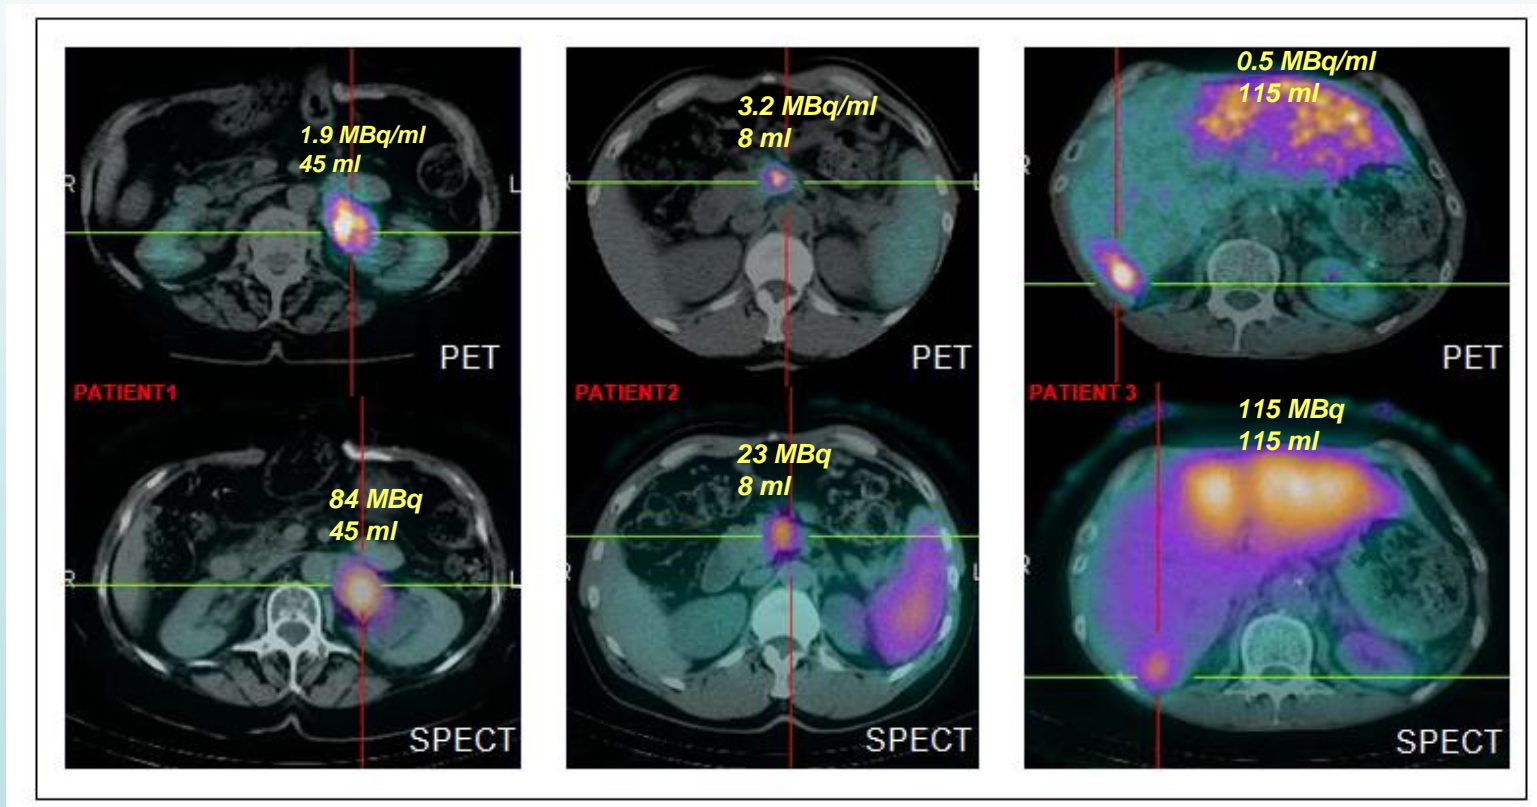 1.9 MBq/ml
45 ml
R
L
PET
PATIENT1
84 MBq
45 ml
R
L
SPECT
3.2 MBq/ml
8 ml
R
L
PET
PATIENT2
23 MBq
8 ml
R
L
SPECT
0.5 MBq/ml
115 ml
R
PET
PATIENT 3
115 MBq
115 ml
R
SPECT